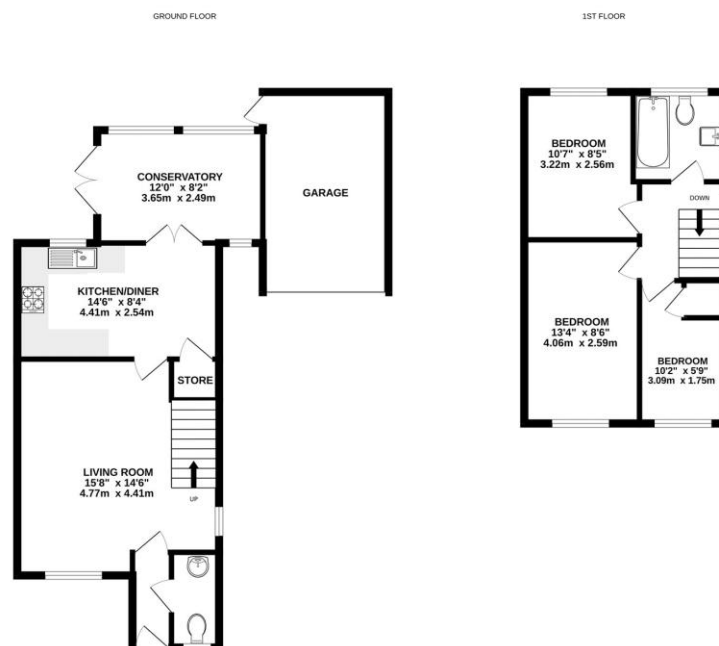 GROUND FLOOR
CONSERVATORY
12'0" x 8'2"
3.65m x 2.49m
GARAGE
KITCHEN/DINER
14'6" x 8'4"
4.41m x 2.54m
STORE
LIVING ROOM
15'8" x 14'6"
4.77m x 4.41m
UP
1ST FLOOR
BEDROOM
10'7" x 8'5"
3.22m x 2.56m
DOWN
BEDROOM
13'4" x 8'6"
4.06m x 2.59m
BEDROOM
10'2" x 5'9"
3.09m x 1.75m